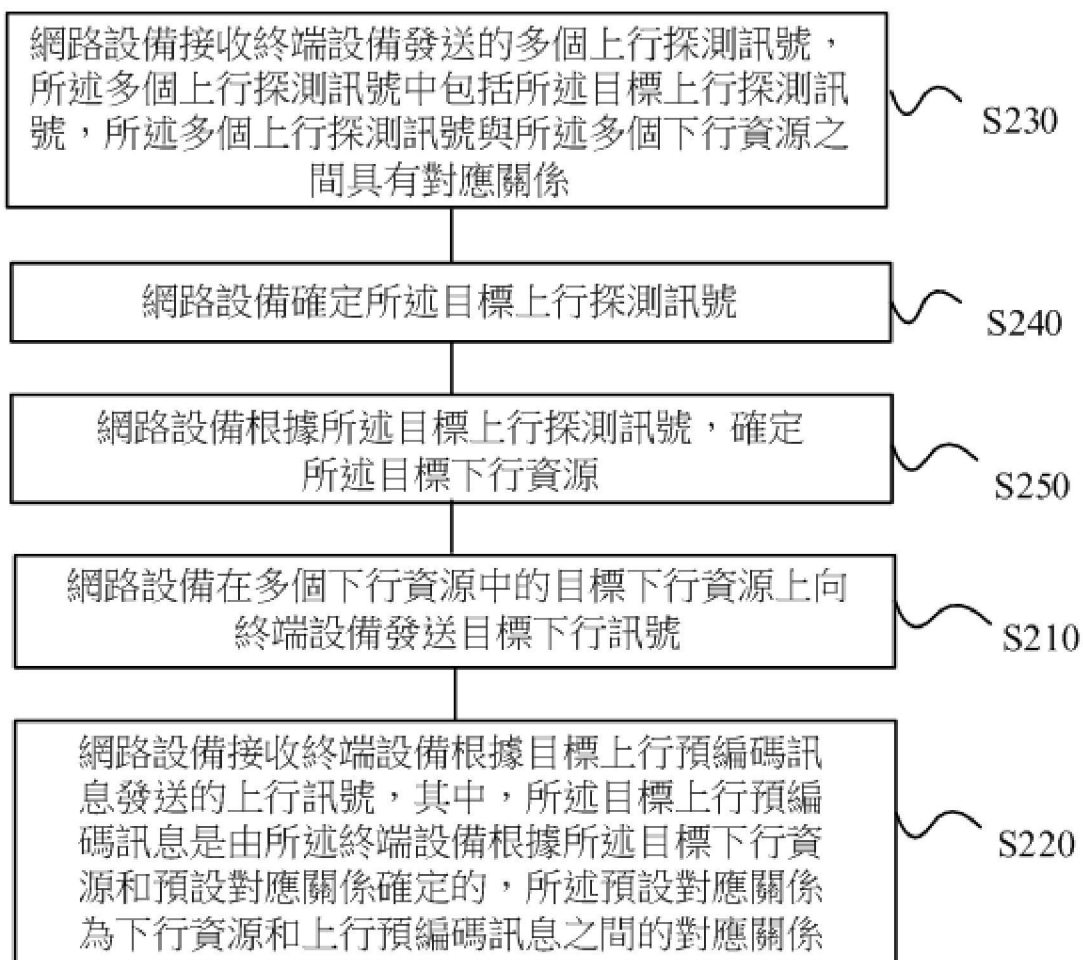 網路設備接收終端設備發送的多個上行探測訊號，
所述多個上行探測訊號中包括所述目標上行探測訊
號，所述多個上行探測訊號與所述多個下行資源之
間具有對應關係
S230
網路設備確定所述目標上行探測訊號
S240
網路設備根據所述目標上行探測訊號，確定
所述目標下行資源
S250
網路設備在多個下行資源中的目標下行資源上向
終端設備發送目標下行訊號
S210
網路設備接收終端設備根據目標上行預編碼訊
息發送的上行訊號，其中，所述目標上行預編
碼訊息是由所述終端設備根據所述目標下行資
源和預設對應關係確定的，所述預設對應關係
為下行資源和上行預編碼訊息之間的對應關係
S220